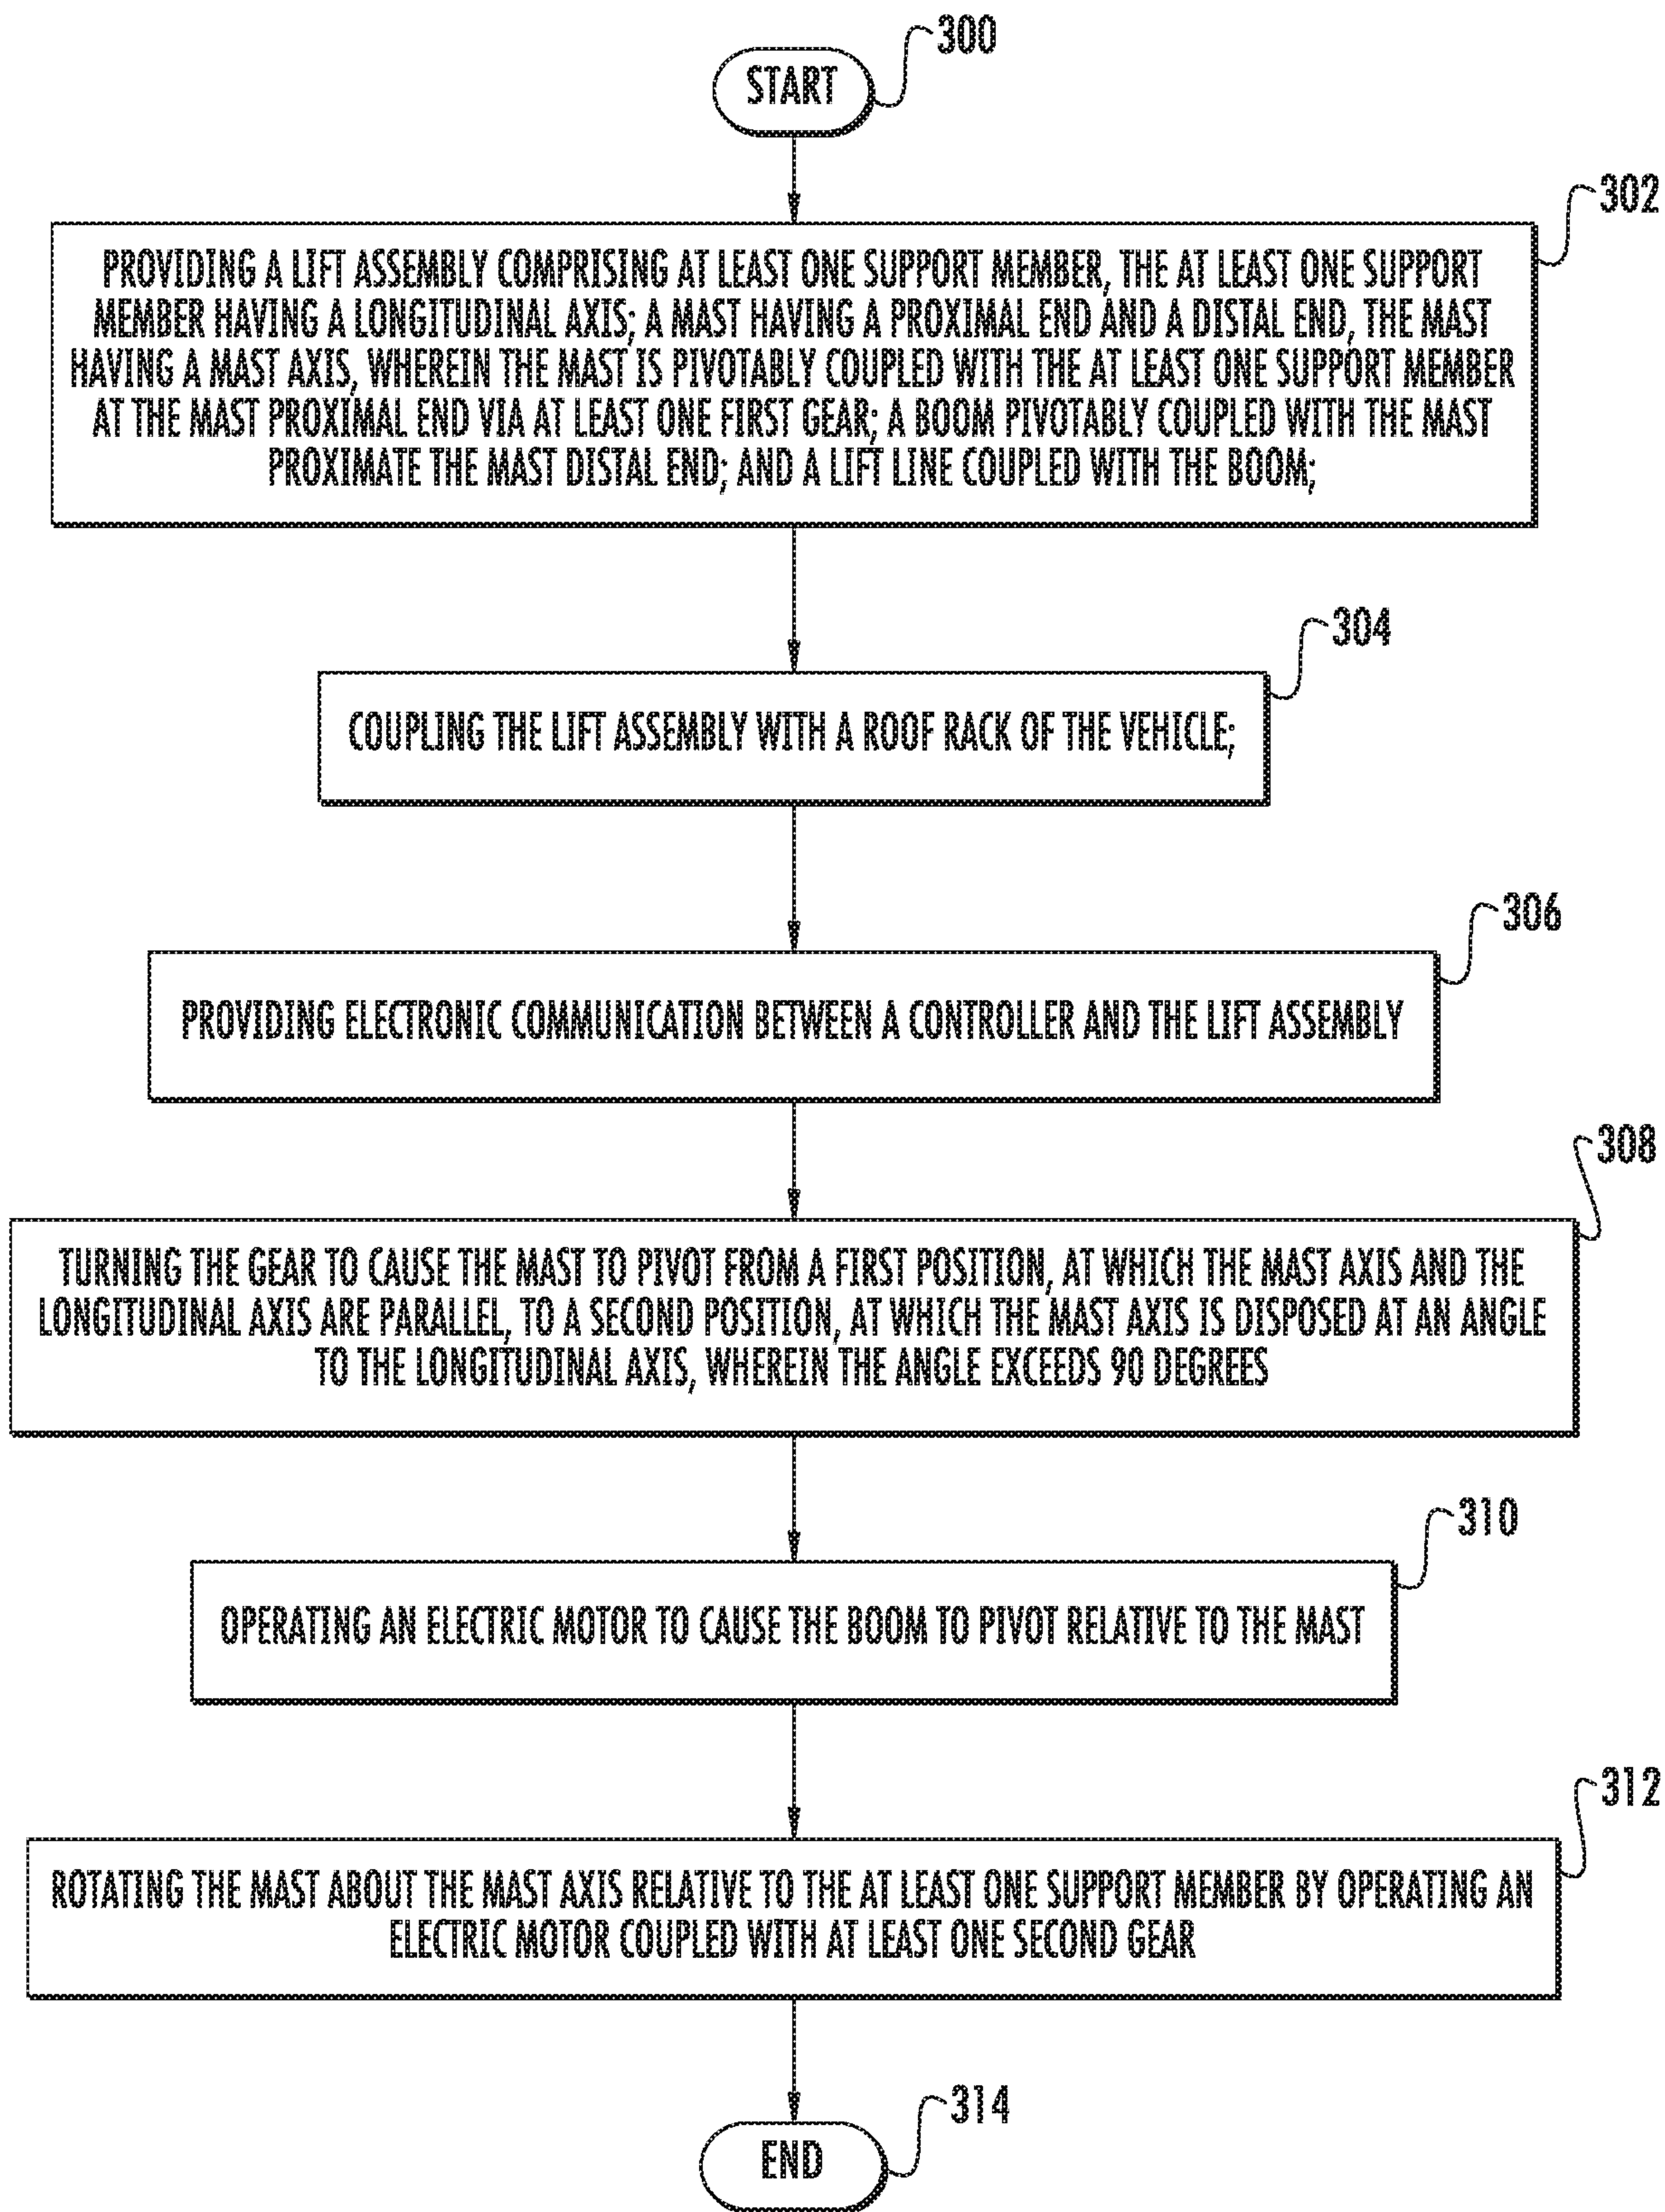 START
300
302
PROVIDING A LIFT ASSEMBLY COMPRISING AT LEAST ONE SUPPORT MEMBER, THE AT LEAST ONE SUPPORT
MEMBER HAVING A LONGITUDINAL AXIS; A MAST HAVING A PROXIMAL END AND A DISTAL END, THE MAST
HAVING A MAST AXIS, WHEREIN THE MAST IS PIVOTABLY COUPLED WITH THE AT LEAST ONE SUPPORT MEMBER
AT THE MAST PROXIMAL END VIA AT LEAST ONE FIRST GEAR; A BOOM PIVOTABLY COUPLED WITH THE MAST
PROXIMATE THE MAST DISTAL END; AND A LIFT LINE COUPLED WITH THE BOOM;
304
COUPLING THE LIFT ASSEMBLY WITH A ROOF RACK OF THE VEHICLE;
306
PROVIDING ELECTRONIC COMMUNICATION BETWEEN A CONTROLLER AND THE LIFT ASSEMBLY
308
TURNING THE GEAR TO CAUSE THE MAST TO PIVOT FROM A FIRST POSITION, AT WHICH THE MAST AXIS AND THE
LONGITUDINAL AXIS ARE PARALLEL, TO A SECOND POSITION, AT WHICH THE MAST AXIS IS DISPOSED AT AN ANGLE
TO THE LONGITUDINAL AXIS, WHEREIN THE ANGLE EXCEEDS 90 DEGREES
310
OPERATING AN ELECTRIC MOTOR TO CAUSE THE BOOM TO PIVOT RELATIVE TO THE MAST
312
ROTATING THE MAST ABOUT THE MAST AXIS RELATIVE TO THE AT LEAST ONE SUPPORT MEMBER BY OPERATING AN
ELECTRIC MOTOR COUPLED WITH AT LEAST ONE SECOND GEAR
314
END